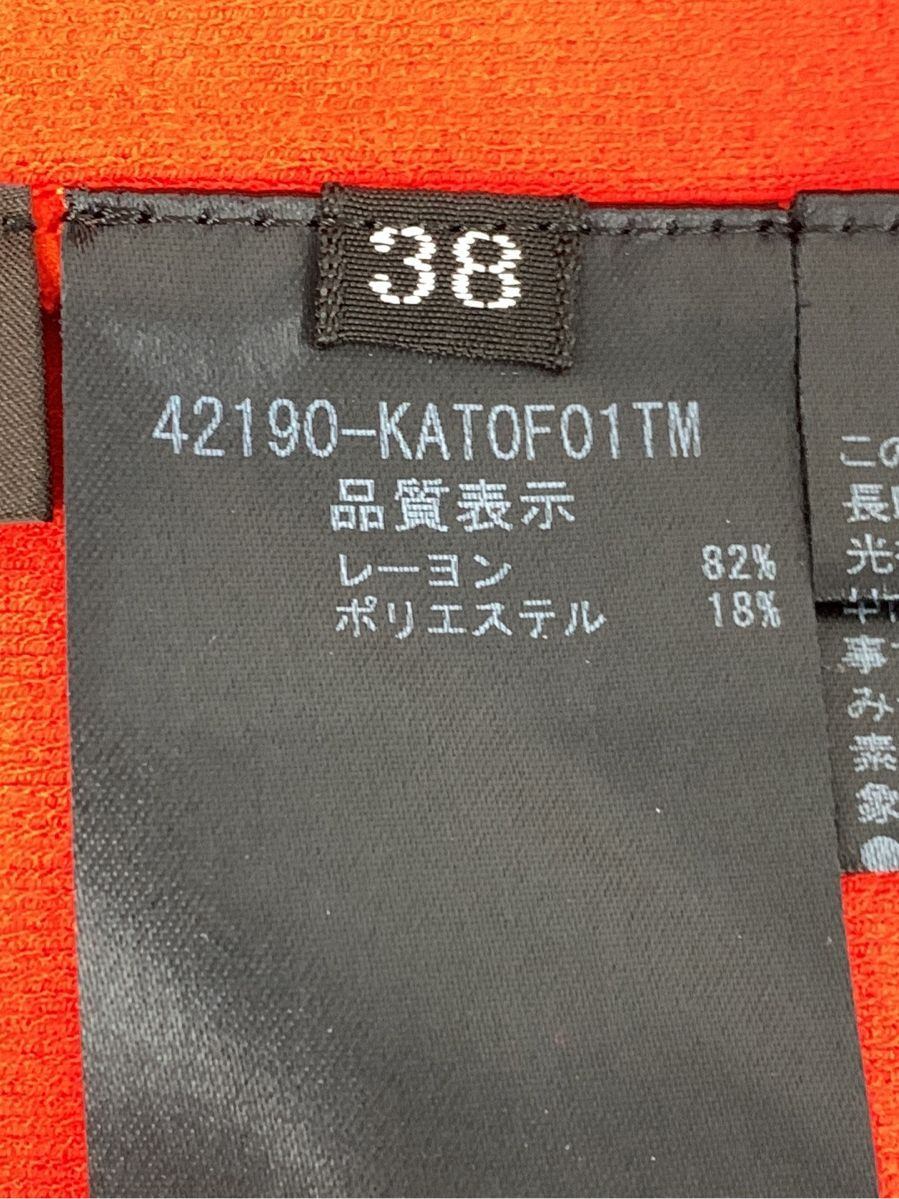 38
42190-KAT0F01TM
品質表示
レーヨン 82%
ポリエステル 18%
この
長
光
事
み
素
象
●